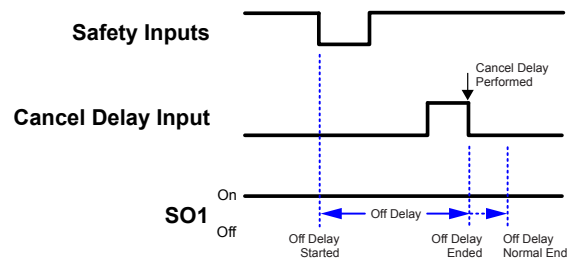 Safety Inputs
Cancel Delay
Performed
Cancel Delay Input
On
SO1
Off
Off Delay
Off Delay
Started
Off Delay
Ended
Off Delay
Normal End